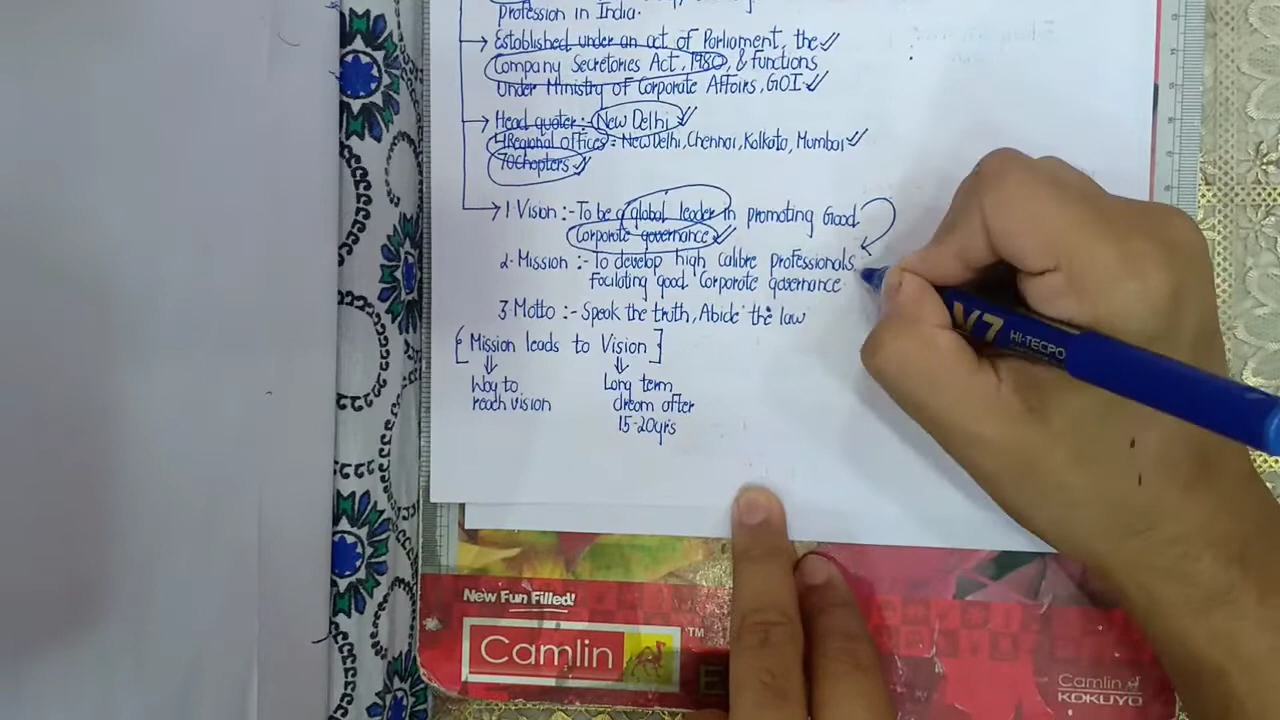 profession in India.
→ Established under an act of Parliament, the
Company Secretories Act, 1980, & functions
under Ministry of Corporate Affairs, GOI
→ Head quater :- New Delhi
4 Regional offices :- New Delhi, Chennai, Kolkata, Mumbai
70 Chapters
→ 1 Vision :- To be a global leader in promoting Good
Corporate governance
2. Mission :- To develop high calibre professionals
Facilating good Corporate governance
3 Motto :- Speak the truth, Abide the law
[Mission leads to Vision]
⇓ ⇓
Way to
reach vision
Long term
dream after
15-20yrs
V7
HI-TECPO
New Fun Filled!
Camlin
TM
E
Camlin
KOKUYO